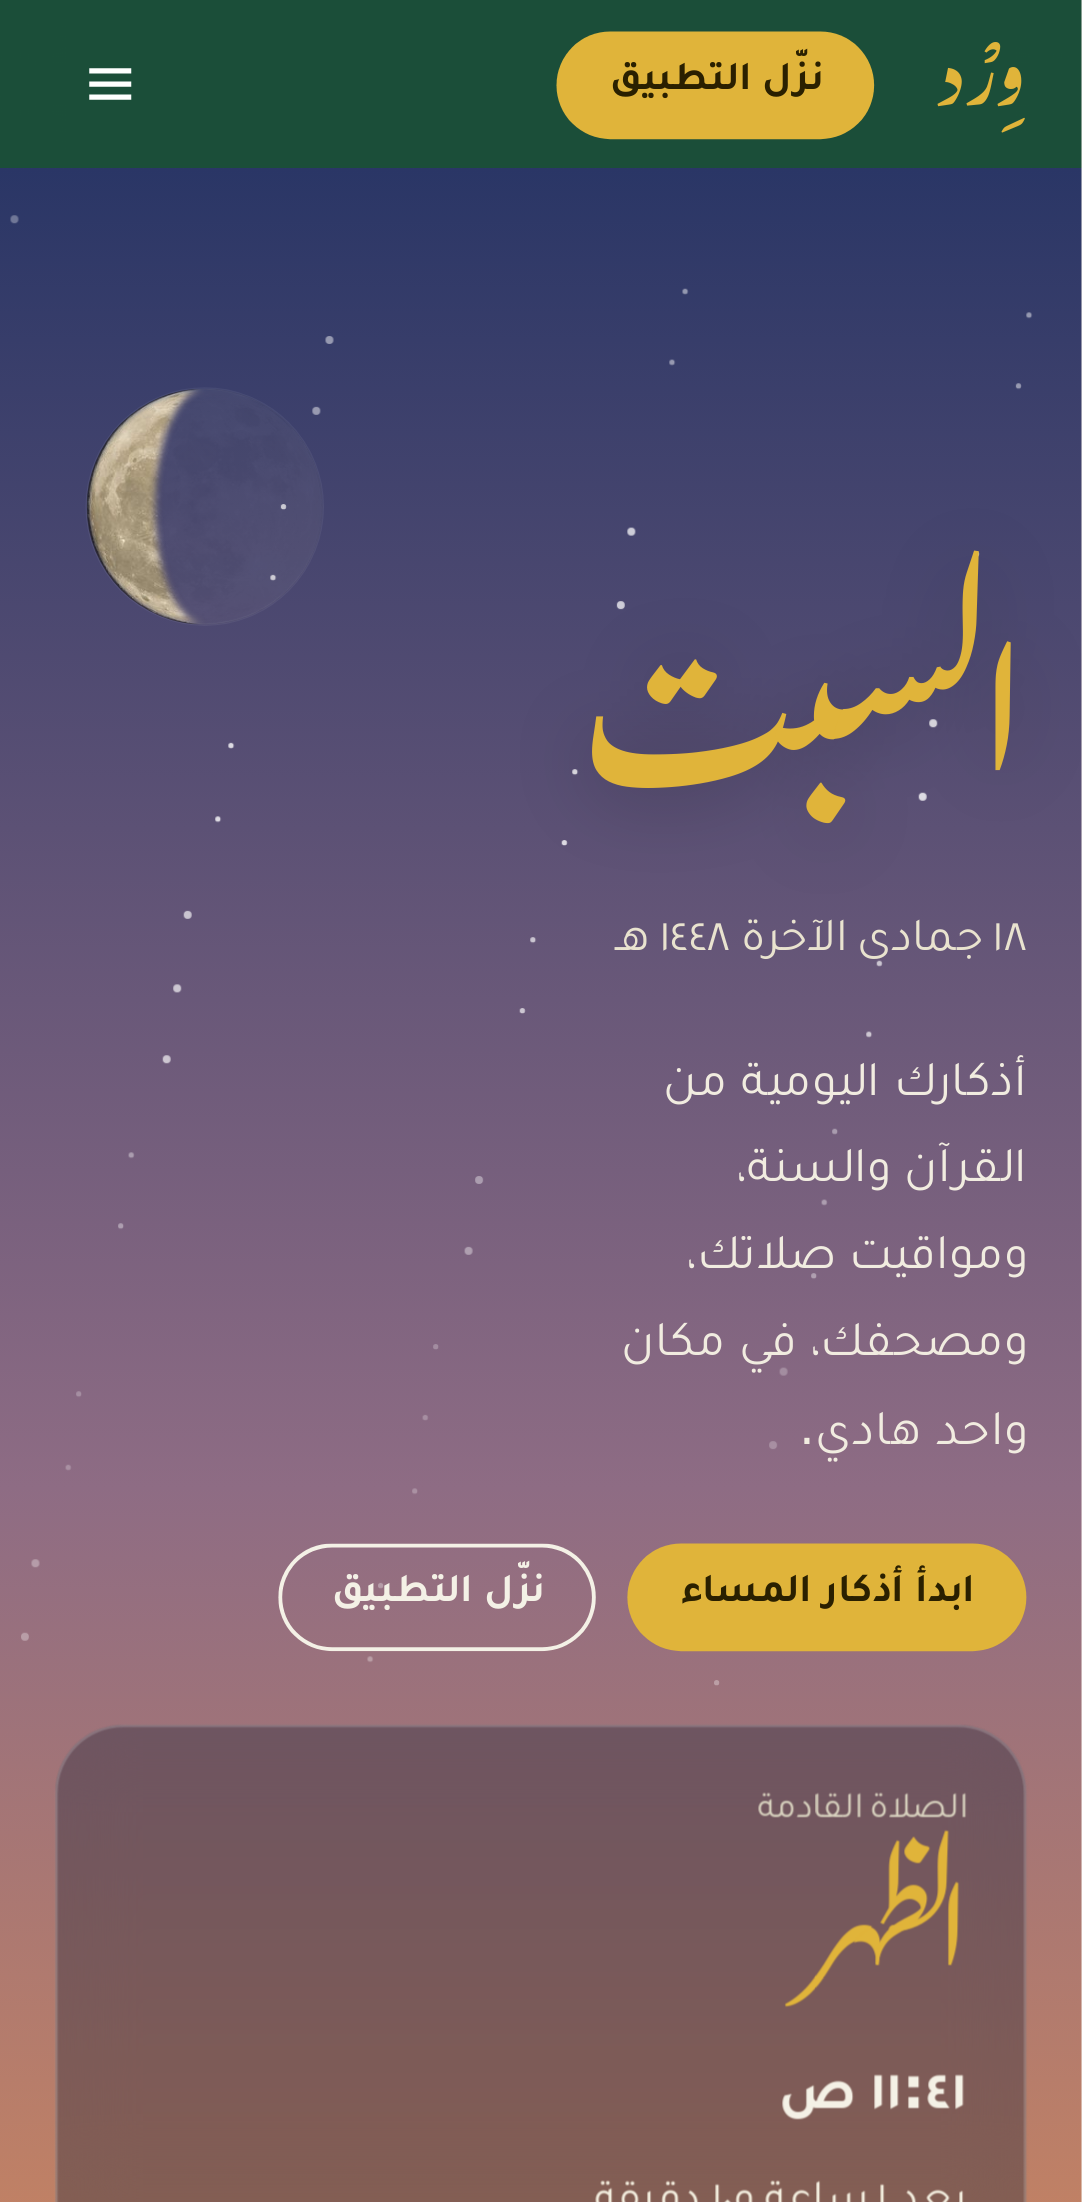 وِرْد
نزّل التطبيق
السبت
١٨ جمادى الآخرة ١٤٤٨ هـ
أذكارك اليومية من
القرآن والسنة،
ومواقيت صلاتك،
ومصحفك، في مكان
واحد هادي.
ابدأ أذكار المساء
نزّل التطبيق
الصلاة القادمة
الظهر
١١:٤١ ص